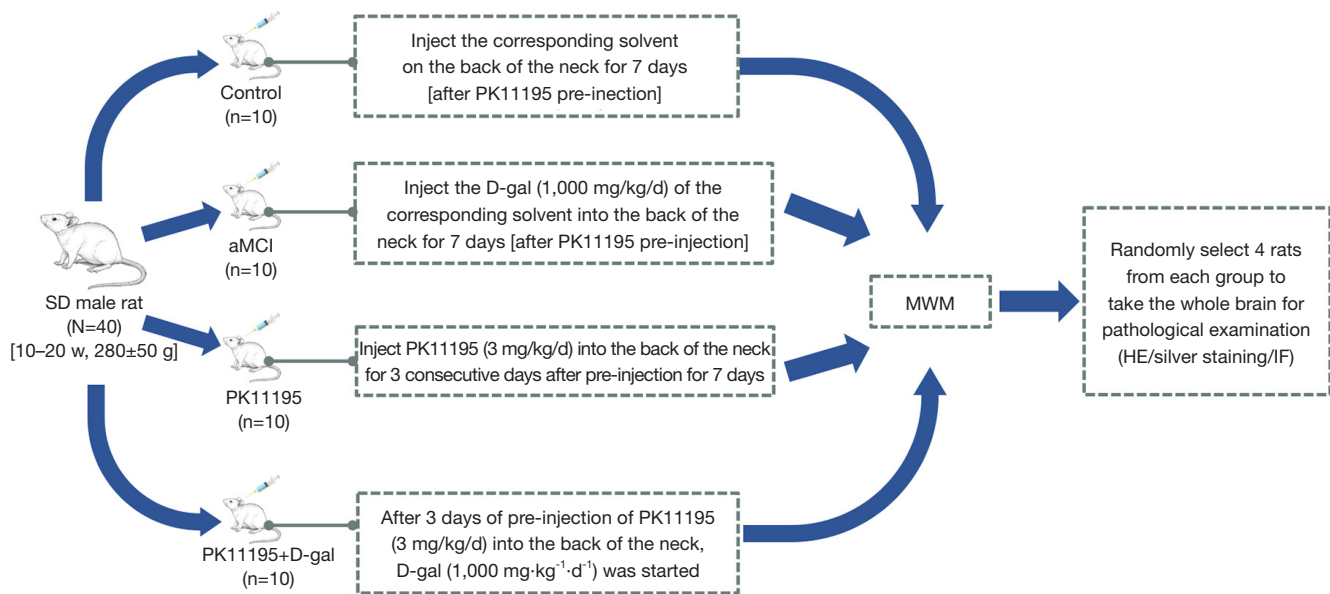 SD male rat
(N=40)
[10–20 w, 280±50 g]
Control
(n=10)
Inject the corresponding solvent
on the back of the neck for 7 days
[after PK11195 pre-inection]
aMCI
(n=10)
Inject the D-gal (1,000 mg/kg/d) of the
corresponding solvent into the back of the
neck for 7 days [after PK11195 pre-injection]
PK11195
(n=10)
Inject PK11195 (3 mg/kg/d) into the back of the neck
for 3 consecutive days after pre-injection for 7 days
PK11195+D-gal
(n=10)
After 3 days of pre-injection of PK11195
(3 mg/kg/d) into the back of the neck,
D-gal (1,000 mg·kg⁻¹·d⁻¹) was started
MWM
Randomly select 4 rats
from each group to
take the whole brain for
pathological examination
(HE/silver staining/IF)